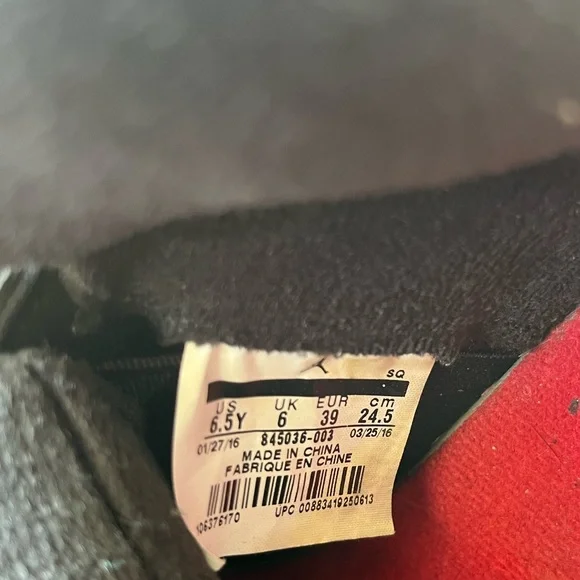 SQ
US UK EUR cm
6.5Y 6 39 24.5
01/27/16 845036-003 03/25/16
MADE IN CHINA
FABRIQUE EN CHINE
UPC 00883419250613